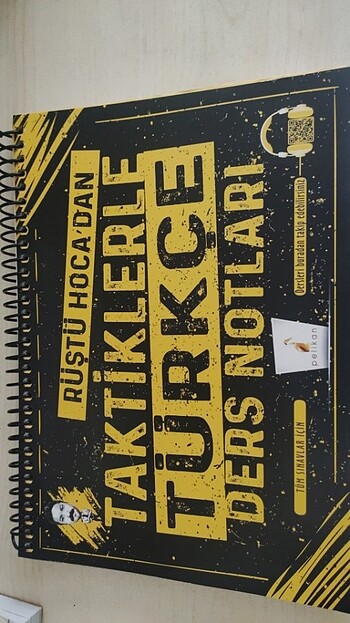 RÜŞTÜ HOCA'DAN
TAKTİKLERLE
TÜRKÇE
DERS NOTLARI
Dersleri buradan takip edebilirsiniz
pelikan
TÜM SINAVLAR İÇİN